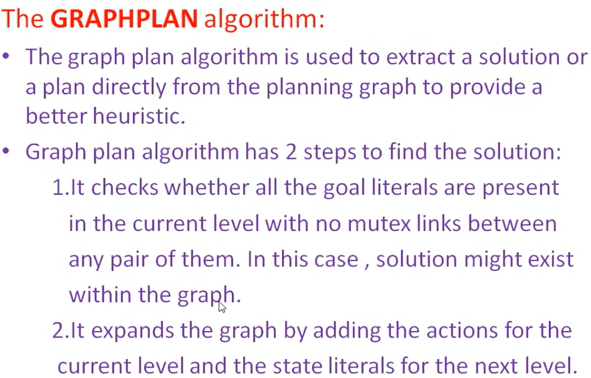 The GRAPHPLAN algorithm:
• The graph plan algorithm is used to extract a solution or
a plan directly from the planning graph to provide a
better heuristic.
• Graph plan algorithm has 2 steps to find the solution:
1.It checks whether all the goal literals are present
in the current level with no mutex links between
any pair of them. In this case , solution might exist
within the graph.
2.It expands the graph by adding the actions for the
current level and the state literals for the next level.